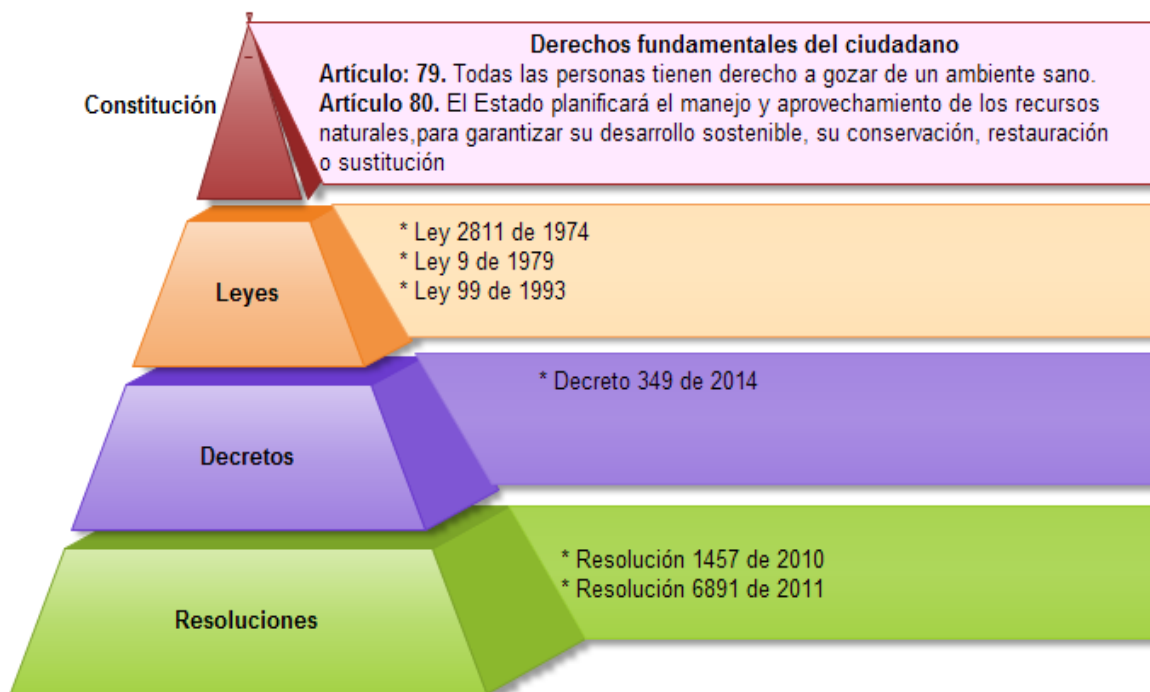 Derechos fundamentales del ciudadano
Artículo: 79. Todas las personas tienen derecho a gozar de un ambiente sano.
Artículo 80. El Estado planificará el manejo y aprovechamiento de los recursos
naturales,para garantizar su desarrollo sostenible, su conservación, restauración
o sustitución
Constitución
* Ley 2811 de 1974
* Ley 9 de 1979
* Ley 99 de 1993
Leyes
* Decreto 349 de 2014
Decretos
* Resolución 1457 de 2010
* Resolución 6891 de 2011
Resoluciones